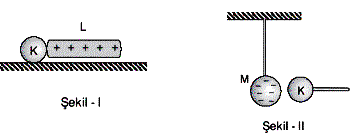 L
K + + + + +
Şekil - I
M
K
Şekil - II